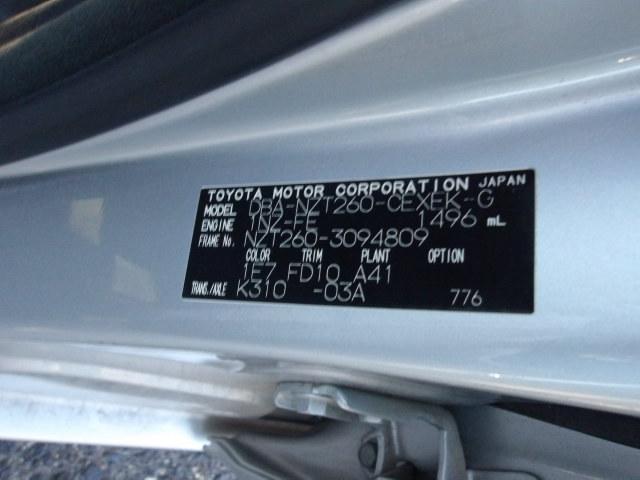 TOYOTA MOTOR CORPORATION JAPAN
MODEL DBA-NZT260-CEXEK-G
ENGINE 1NZ-FE 1496 mL
FRAME No. NZT260-3094809
COLOR TRIM PLANT OPTION
1E7 FD10 A41
TRANS./AXLE K310 -03A 776